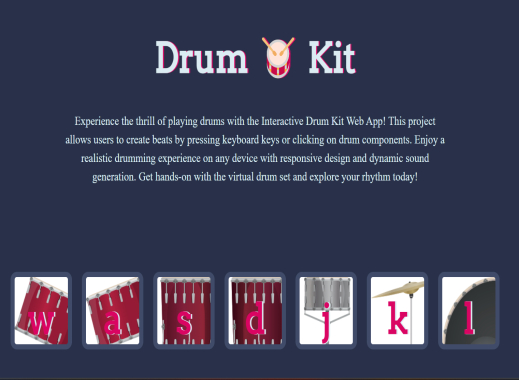 Drum Kit
Experience the thrill of playing drums with the Interactive Drum Kit Web App! This project
allows users to create beats by pressing keyboard keys or clicking on drum components. Enjoy a
realistic drumming experience on any device with responsive design and dynamic sound
generation. Get hands-on with the virtual drum set and explore your rhythm today!
w a s d j k l